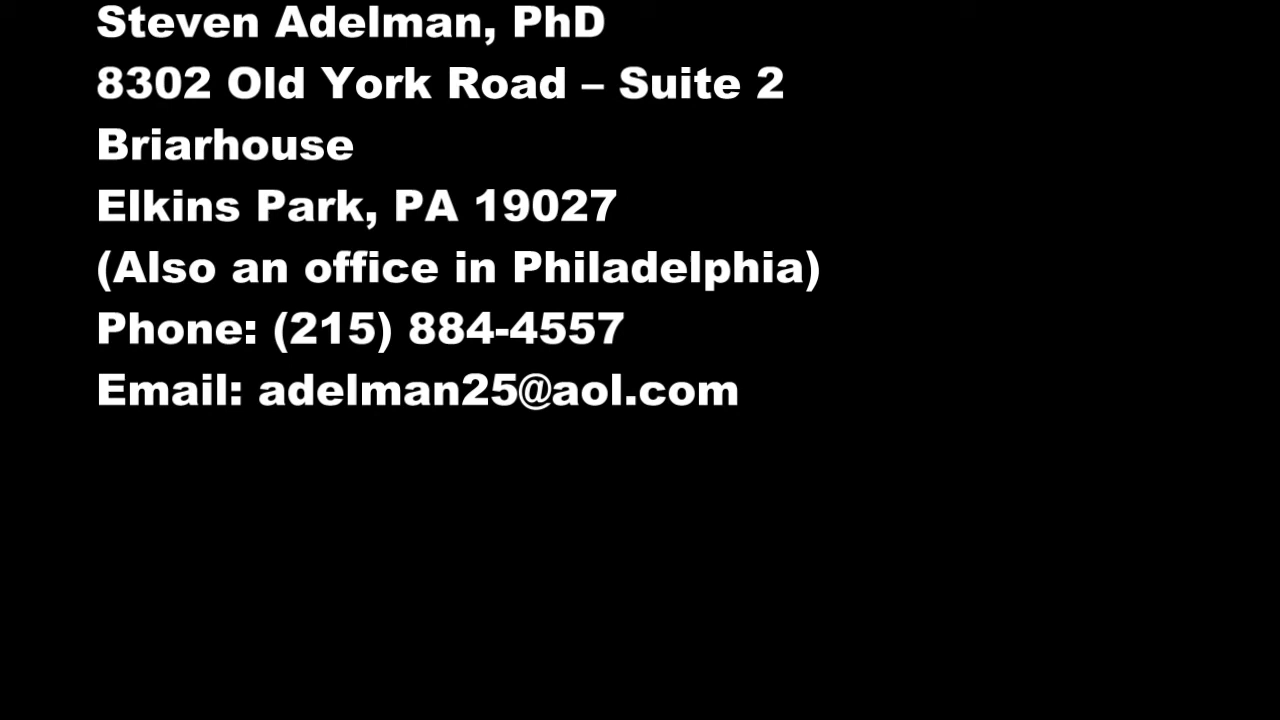 Steven Adelman, PhD
8302 Old York Road – Suite 2
Briarhouse
Elkins Park, PA 19027
(Also an office in Philadelphia)
Phone: (215) 884-4557
Email: adelman25@aol.com